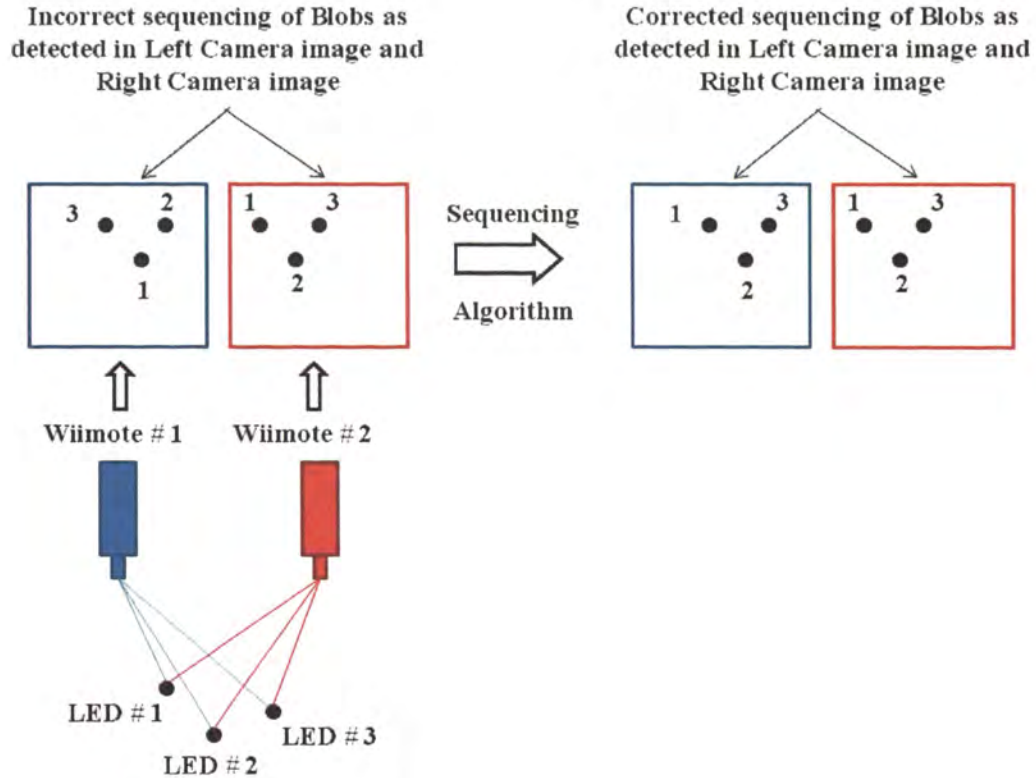 Incorrect sequencing of Blobs as
detected in Left Camera image and
Right Camera image
Corrected sequencing of Blobs as
detected in Left Camera image and
Right Camera image
3
2
1
1
3
2
Sequencing
Algorithm
1
3
2
1
3
2
Wiimote # 1
Wiimote # 2
LED # 1
LED # 2
LED # 3